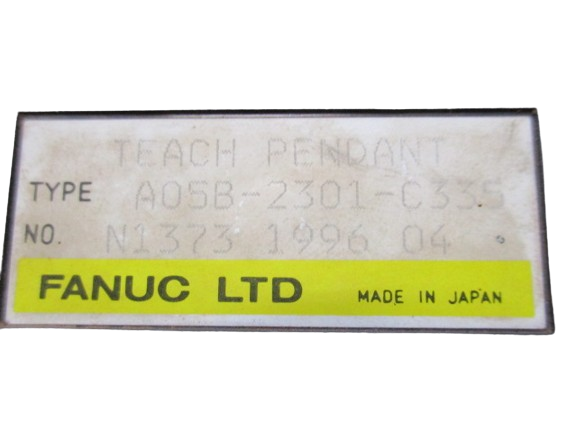 TEACH PENDANT
TYPE A05B-2301-C335
NO. N1373 1996 04
FANUC LTD MADE IN JAPAN